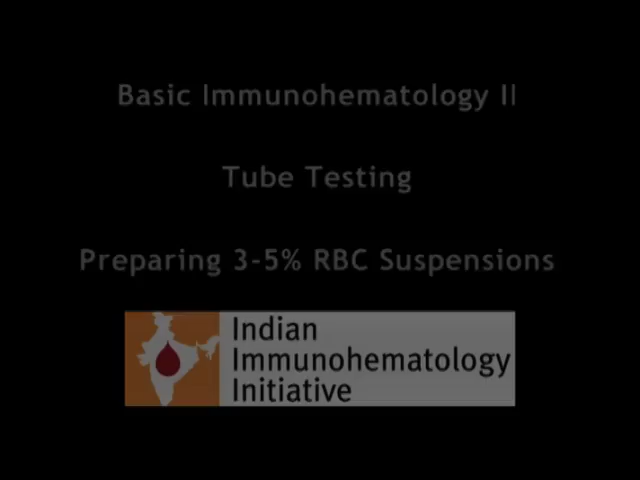 Basic Immunohematology II
Tube Testing
Preparing 3-5% RBC Suspensions
Indian
Immunohematology
Initiative